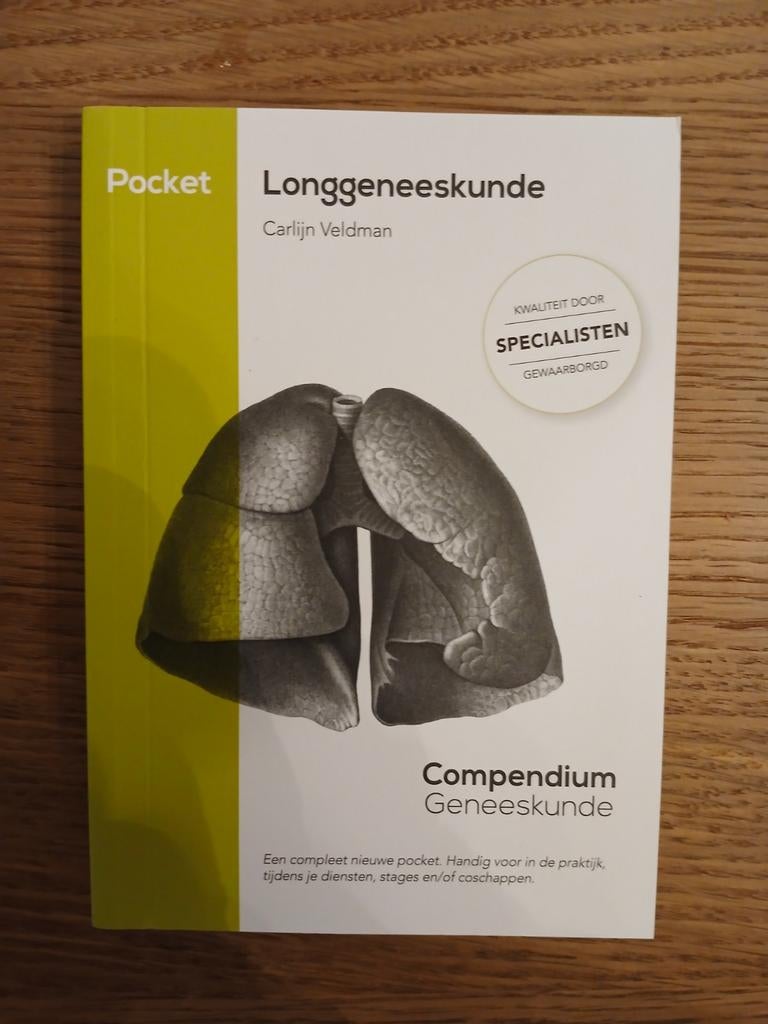 Pocket
Longgeneeskunde
Carlijn Veldman
KWALITEIT DOOR
SPECIALISTEN
GEWAARBORGD
Compendium
Geneeskunde
Een compleet nieuwe pocket. Handig voor in de praktijk,
tijdens je diensten, stages en/of coschappen.